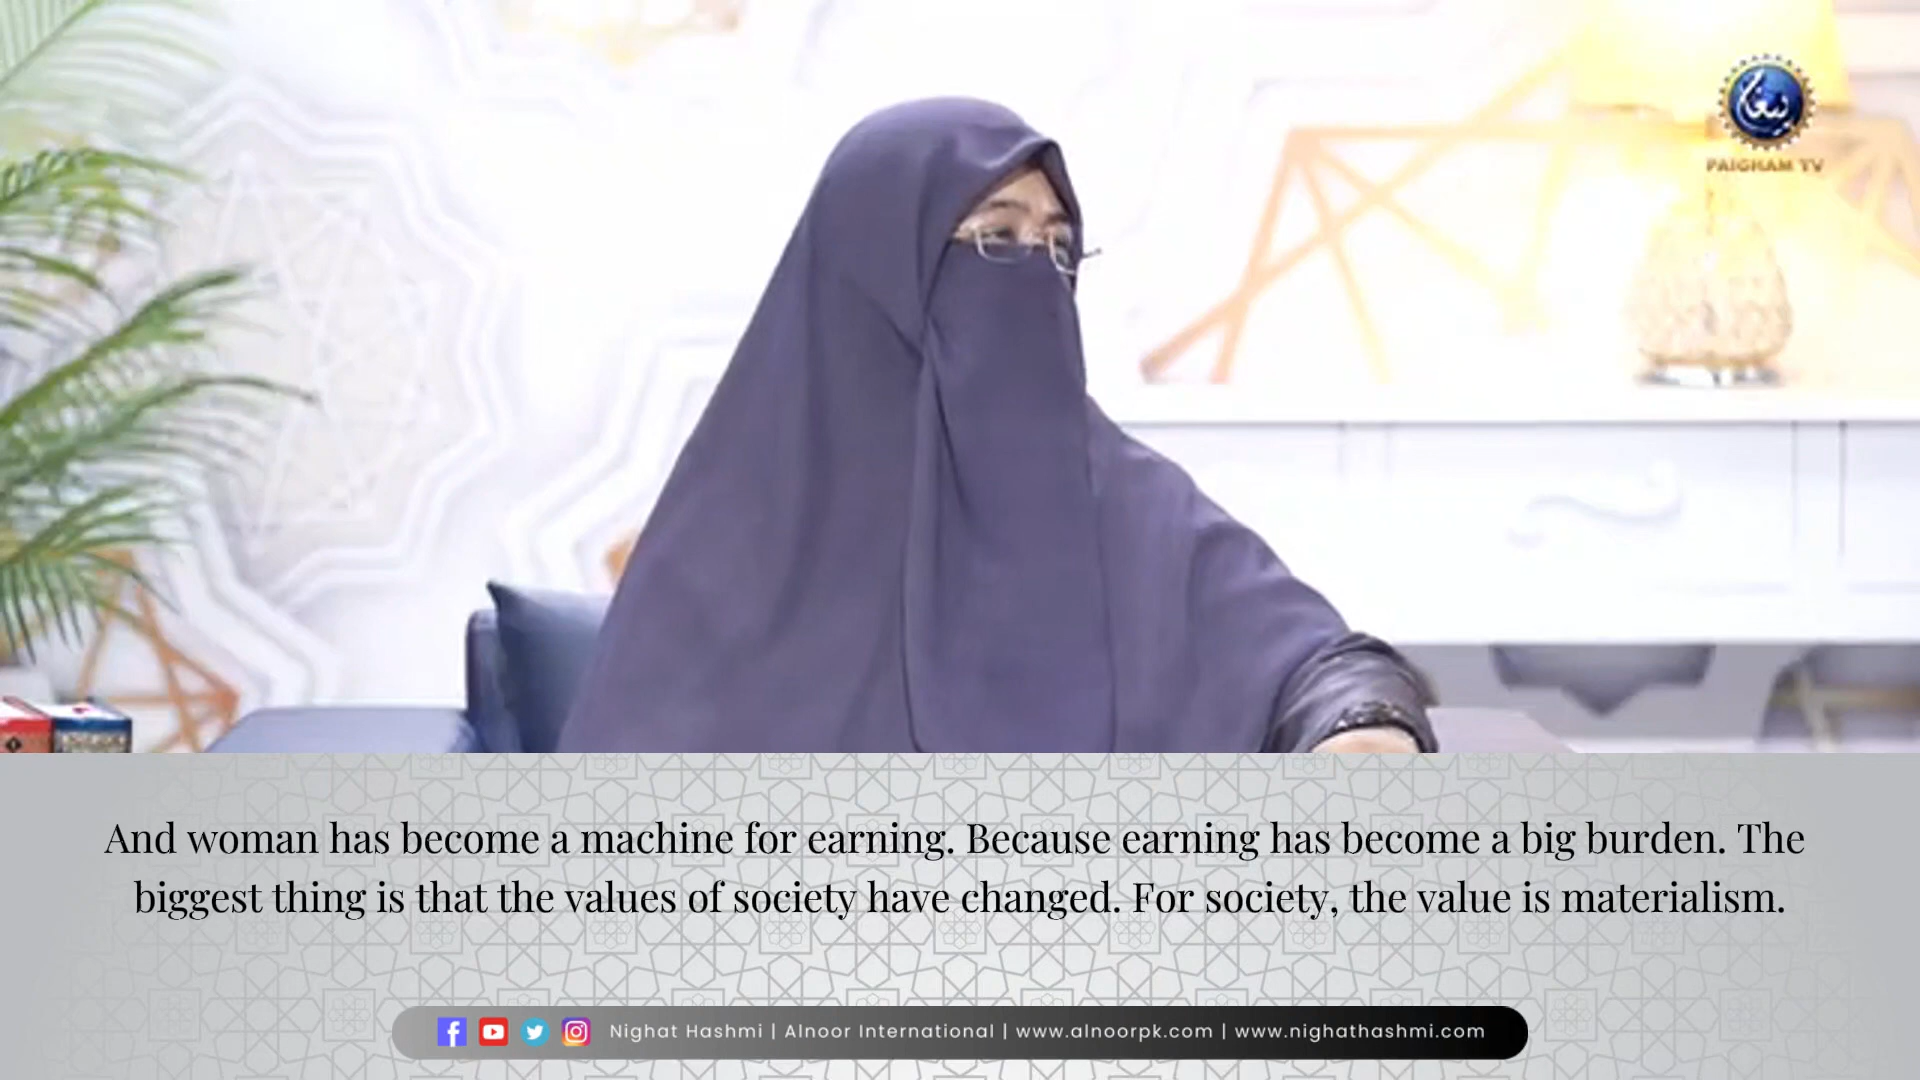 پیغام
PAIGHAM TV
And woman has become a machine for earning. Because earning has become a big burden. The
biggest thing is that the values of society have changed. For society, the value is materialism.
Nighat Hashmi | Alnoor International | www.alnoorpk.com | www.nighathashmi.com